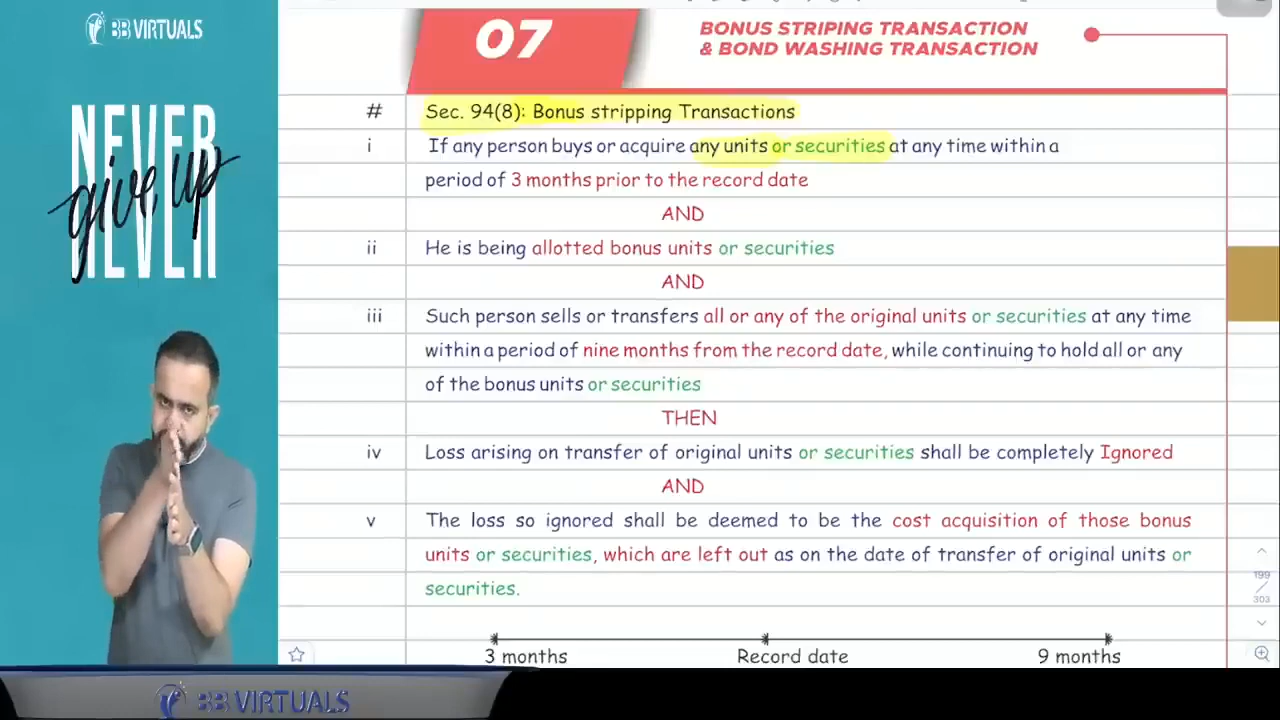 BB VIRTUALS
NEVER
give up
NEVER
07
BONUS STRIPING TRANSACTION
& BOND WASHING TRANSACTION
# Sec. 94(8): Bonus stripping Transactions
i If any person buys or acquire any units or securities at any time within a
period of 3 months prior to the record date
AND
ii He is being allotted bonus units or securities
AND
iii Such person sells or transfers all or any of the original units or securities at any time
within a period of nine months from the record date, while continuing to hold all or any
of the bonus units or securities
THEN
iv Loss arising on transfer of original units or securities shall be completely Ignored
AND
v The loss so ignored shall be deemed to be the cost acquisition of those bonus
units or securities, which are left out as on the date of transfer of original units or
securities.
199
/
303
3 months Record date 9 months
BB VIRTUALS